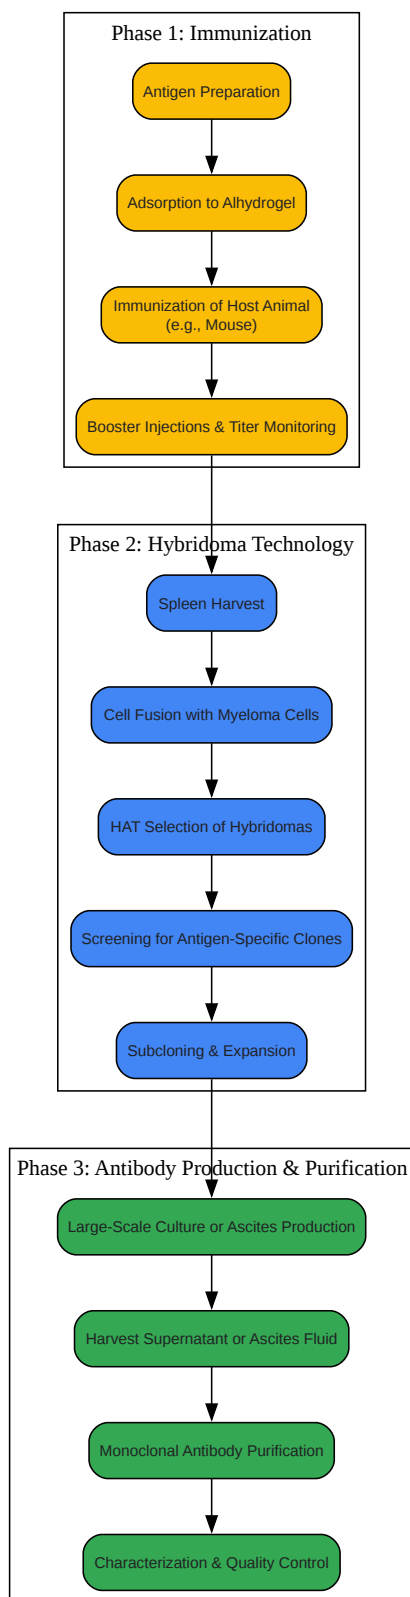 Phase 1: Immunization
Antigen Preparation
Adsorption to Alhydrogel
Immunization of Host Animal
(e.g., Mouse)
Booster Injections & Titer Monitoring
Phase 2: Hybridoma Technology
Spleen Harvest
Cell Fusion with Myeloma Cells
HAT Selection of Hybridomas
Screening for Antigen-Specific Clones
Subcloning & Expansion
Phase 3: Antibody Production & Purification
Large-Scale Culture or Ascites Production
Harvest Supernatant or Ascites Fluid
Monoclonal Antibody Purification
Characterization & Quality Control